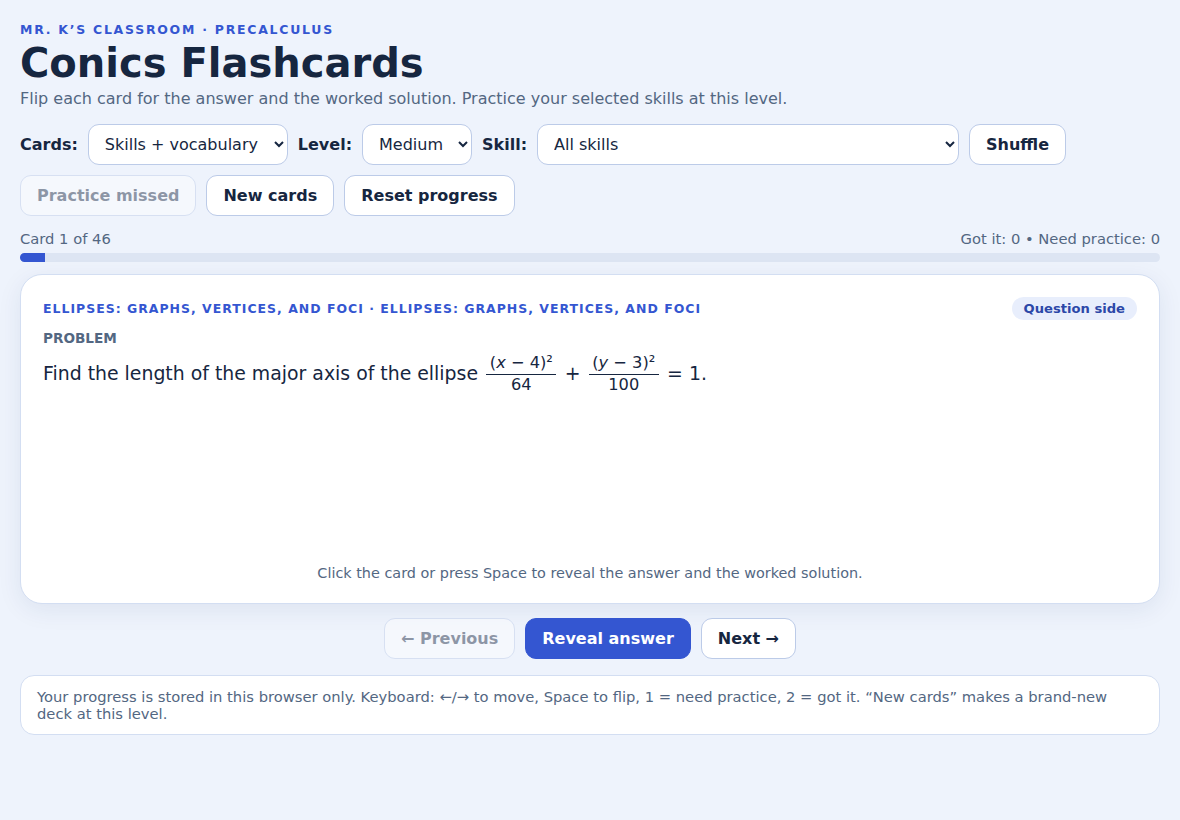 MR. K’S CLASSROOM · PRECALCULUS
Conics Flashcards
Flip each card for the answer and the worked solution. Practice your selected skills at this level.
Cards: Skills + vocabulary Level: Medium Skill: All skills Shuffle
Practice missed New cards Reset progress
Card 1 of 46 Got it: 0 • Need practice: 0
ELLIPSES: GRAPHS, VERTICES, AND FOCI · ELLIPSES: GRAPHS, VERTICES, AND FOCI Question side
PROBLEM
Find the length of the major axis of the ellipse (x − 4)²/64 + (y − 3)²/100 = 1.
Click the card or press Space to reveal the answer and the worked solution.
← Previous Reveal answer Next →
Your progress is stored in this browser only. Keyboard: ←/→ to move, Space to flip, 1 = need practice, 2 = got it. “New cards” makes a brand-new
deck at this level.